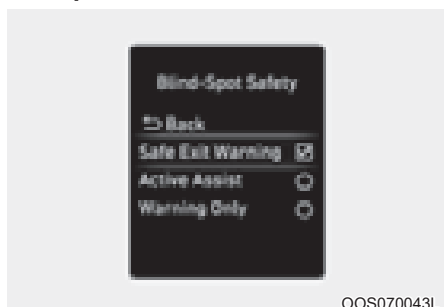 Blind-Spot Safety
Back
Safe Exit Warning
Active Assist
Warning Only
OOS070043L